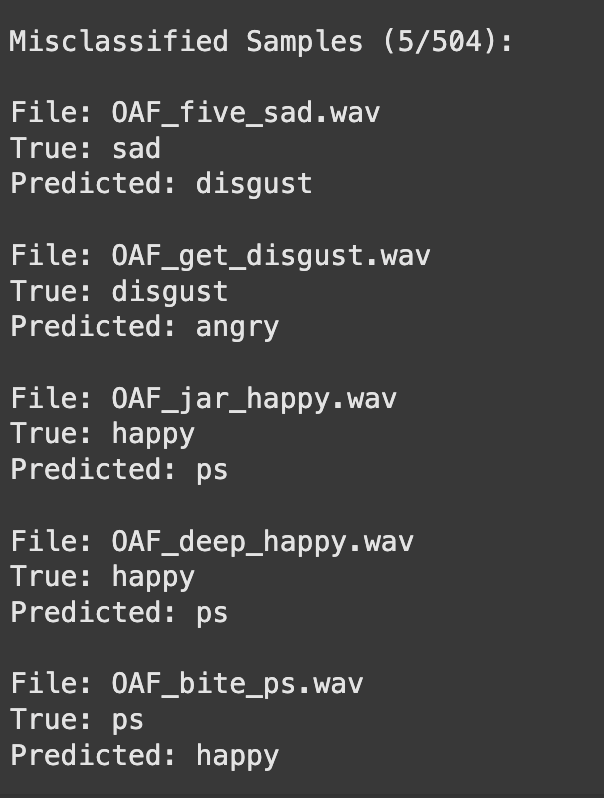 Misclassified Samples (5/504):
File: OAF_five_sad.wav
True: sad
Predicted: disgust
File: OAF_get_disgust.wav
True: disgust
Predicted: angry
File: OAF_jar_happy.wav
True: happy
Predicted: ps
File: OAF_deep_happy.wav
True: happy
Predicted: ps
File: OAF_bite_ps.wav
True: ps
Predicted: happy